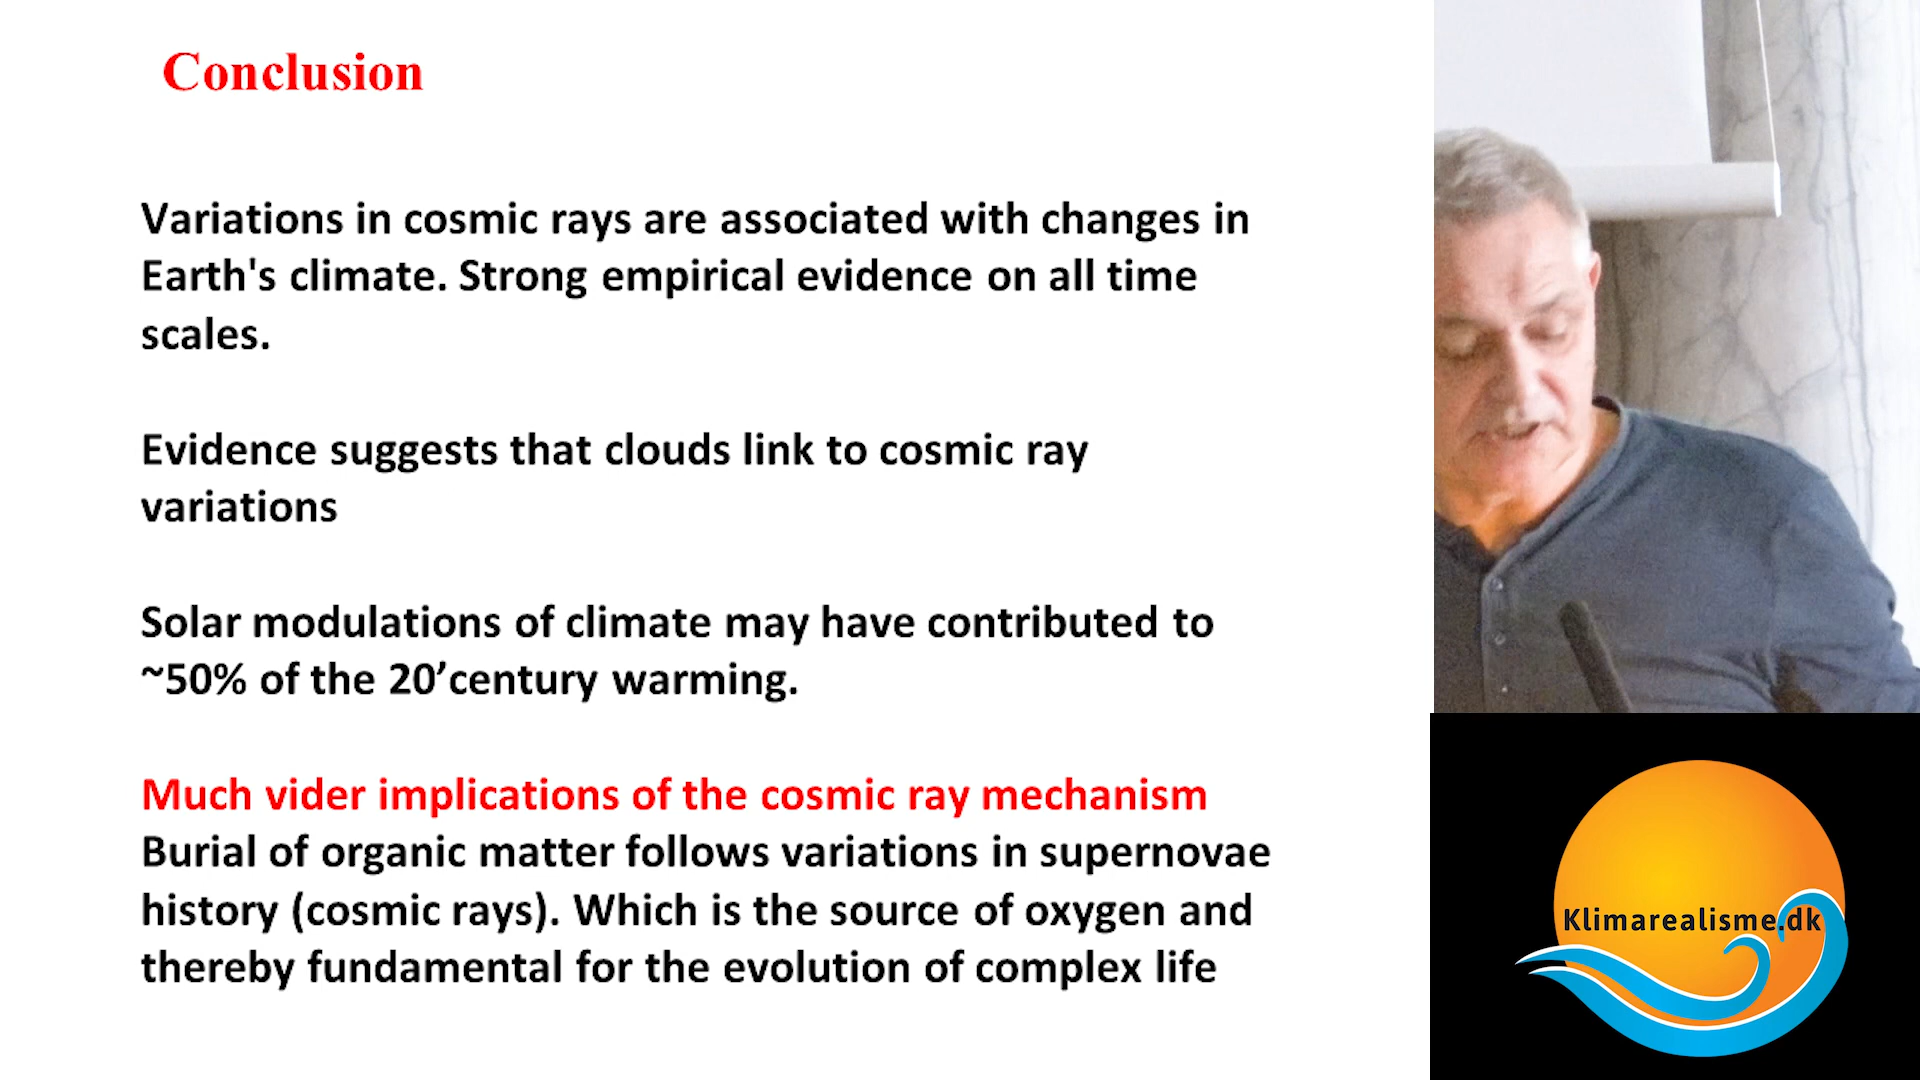 Conclusion
Variations in cosmic rays are associated with changes in
Earth's climate. Strong empirical evidence on all time
scales.
Evidence suggests that clouds link to cosmic ray
variations
Solar modulations of climate may have contributed to
~50% of the 20’century warming.
Much vider implications of the cosmic ray mechanism
Burial of organic matter follows variations in supernovae
history (cosmic rays). Which is the source of oxygen and
thereby fundamental for the evolution of complex life
Klimarealisme.dk